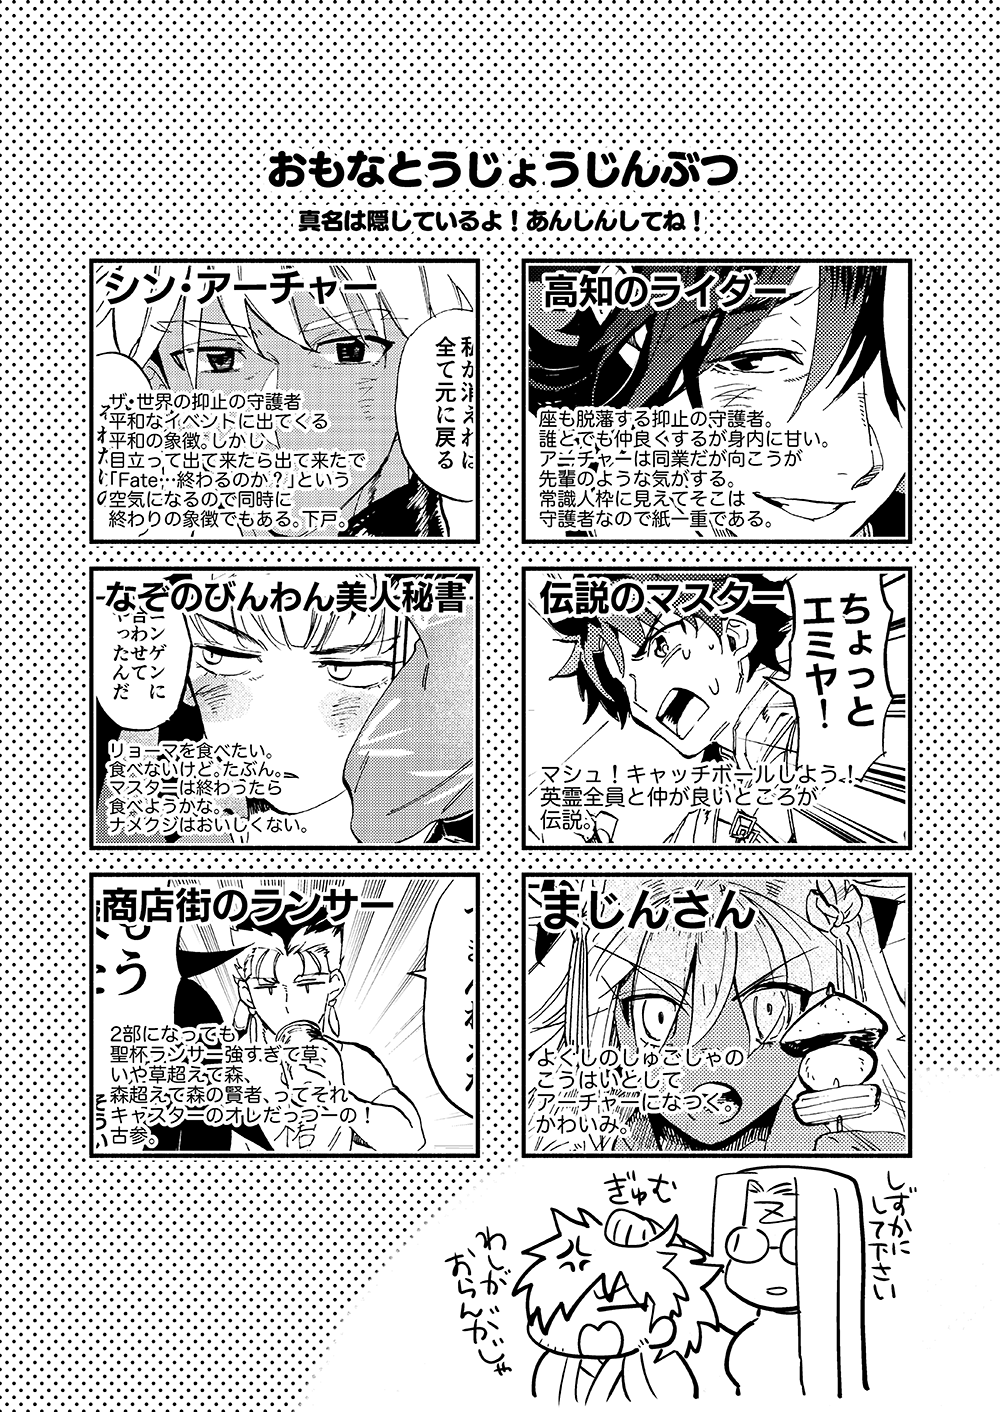 おもなとうじょうじんぶつ
真名は隠しているよ！あんしんしてね！
シン・アーチャー
私が消えれば
全て元に戻る
ザ・世界の抑止の守護者
平和なイベントに出てくる
平和の象徴。しかし、
目立って出て来たら出て来たで
「Fate…終わるのか？」という
空気になるので同時に
終わりの象徴でもある。下戸。
高知のライダー
座も脱藩する抑止の守護者。
誰とでも仲良くするが身内に甘い。
アーチャーは同業だが向こうが
先輩のような気がする。
常識人枠に見えてそこは
守護者なので紙一重である。
なぞのびんわん美人秘書
ニンゲンに
合わせて
やったんだ
リョーマを食べたい。
食べないけど。たぶん。
マスターは終わうたら
食べようかな。
ナメクジはおいしくない。
伝説のマスター
ちょっと
エミヤ！
マシュ！キャッチボールしよう！
英霊全員と仲が良いところが
伝説。
商店街のランサー
2部になっても
聖杯ランサー強すぎで草、
いや草超えて森、
森超えて森の賢者、ってそれ
キャスターのオレだっつーの！
古参。
まじんさん
よくしのしゅごしゃの
こうはいとして
アーチャーになつく。
かわいみ。
しずかに
して下さい
ぎゅむ
わしが
おらんがじゃ